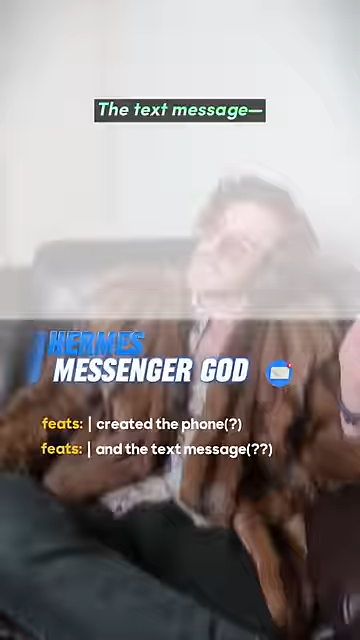 The text message—
HERMES
MESSENGER GOD
feats: | created the phone(?)
feats: | and the text message(??)